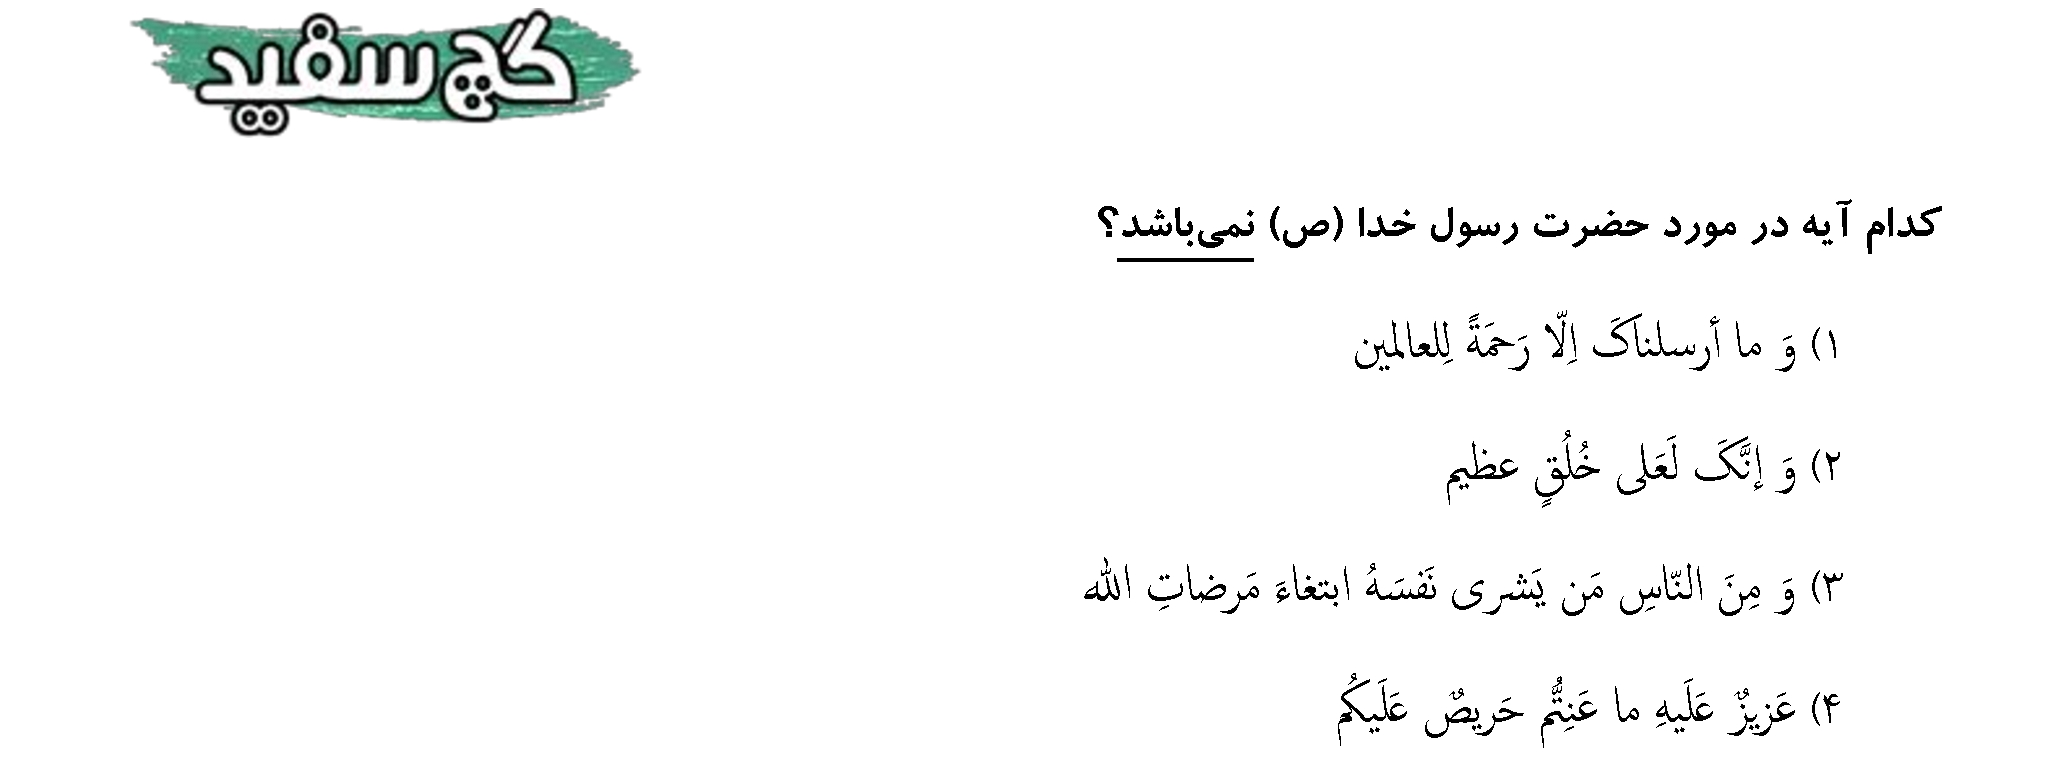 گچ سفید
کدام آیه در مورد حضرت رسول خدا (ص) نمی‌باشد؟
۱) وَ ما أرسلناکَ اِلّا رَحمَةً لِلعالمین
۲) وَ إنَّکَ لَعَلی خُلُقٍ عظیم
۳) وَ مِنَ النّاسِ مَن یَشری نَفسَهُ ابتغاءَ مَرضاتِ الله
۴) عَزیزٌ عَلَیهِ ما عَنِتُّم حَریصٌ عَلَیکُم